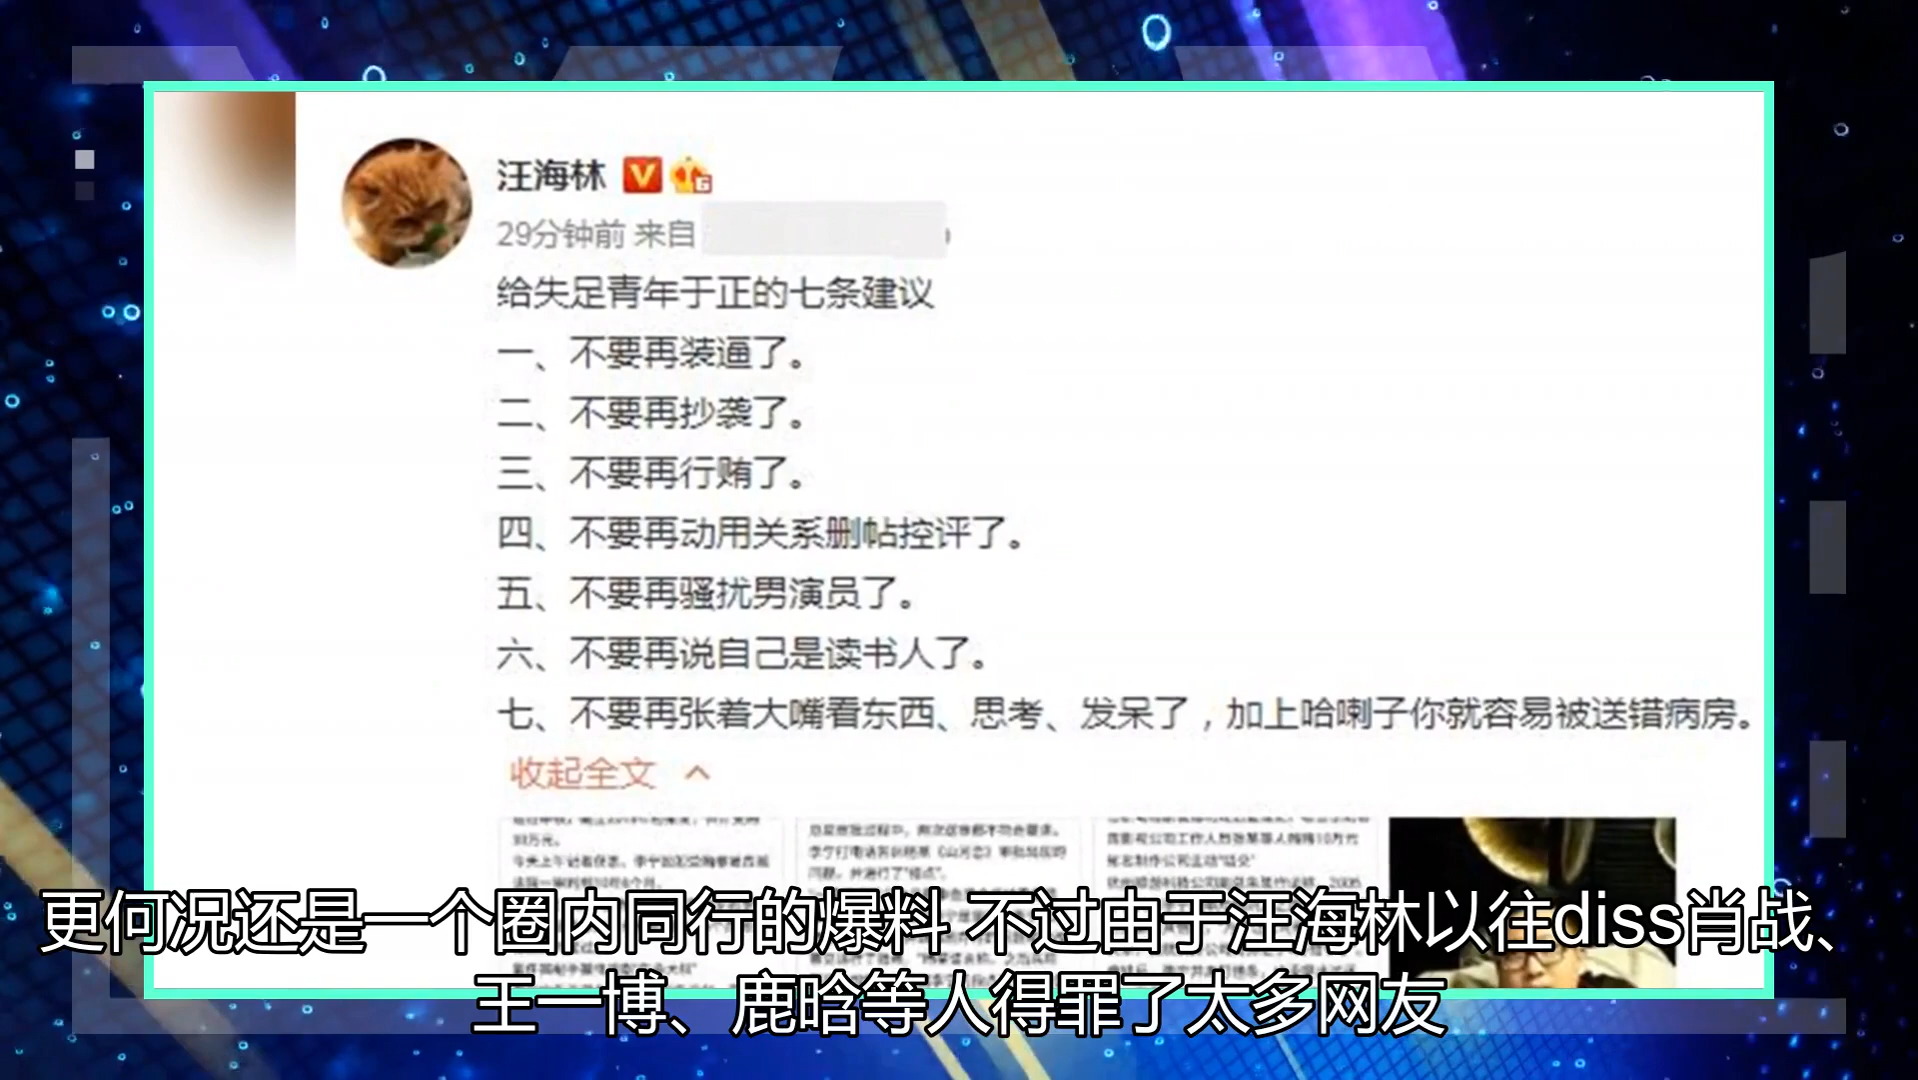 汪海林
29分钟前 来自
给失足青年于正的七条建议
一、不要再装逼了。
二、不要再抄袭了。
三、不要再行贿了。
四、不要再动用关系删帖控评了。
五、不要再骚扰男演员了。
六、不要再说自己是读书人了。
七、不要再张着大嘴看东西、思考、发呆了，加上哈喇子你就容易被送错病房。
收起全文
更何况还是一个圈内同行的爆料 不过由于汪海林以往diss肖战、
王一博、鹿晗等人得罪了太多网友